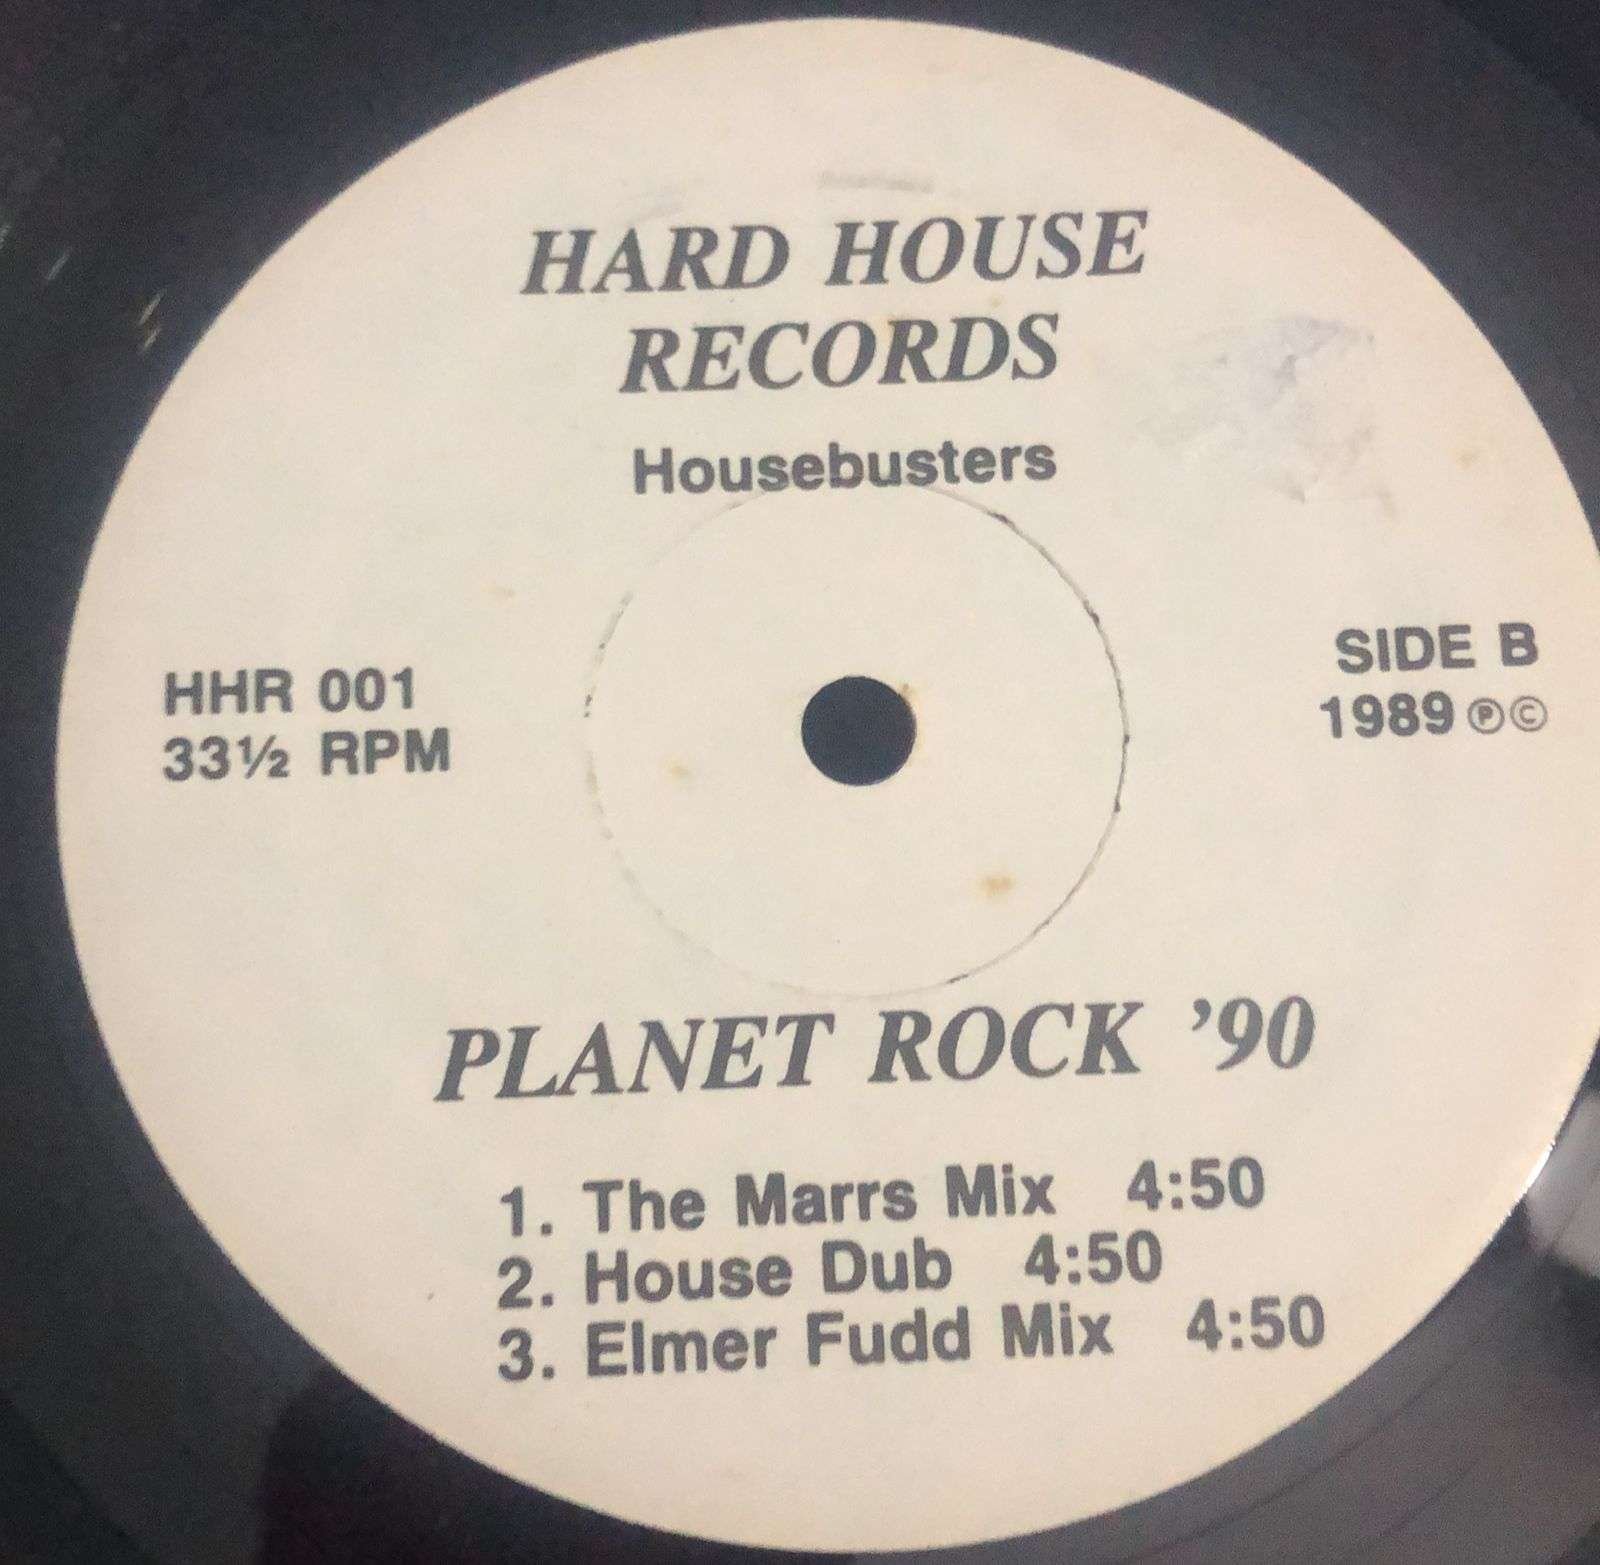 HARD HOUSE
RECORDS
Housebusters
HHR 001
33½ RPM
SIDE B
1989 ℗©
PLANET ROCK ’90
1. The Marrs Mix 4:50
2. House Dub 4:50
3. Elmer Fudd Mix 4:50